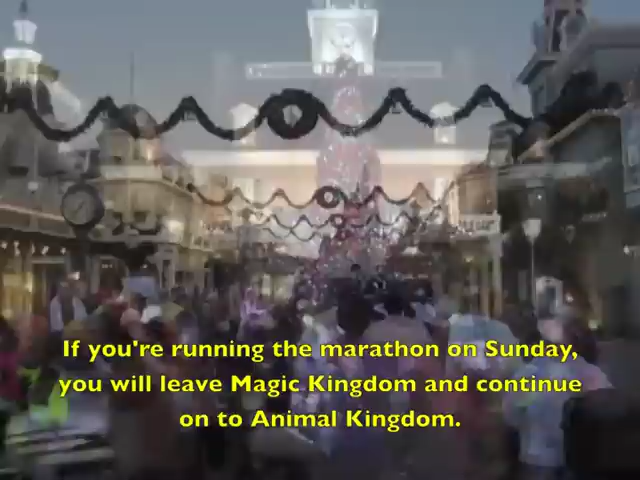 If you're running the marathon on Sunday,
you will leave Magic Kingdom and continue
on to Animal Kingdom.